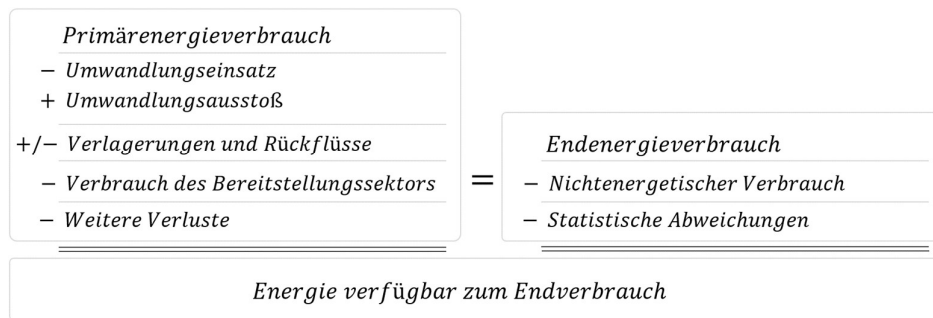 Primärenergieverbrauch
− Umwandlungseinsatz
+ Umwandlungsausstoß
+/− Verlagerungen und Rückflüsse
− Verbrauch des Bereitstellungssektors
− Weitere Verluste
=
Endenergieverbrauch
− Nichtenergetischer Verbrauch
− Statistische Abweichungen
Energie verfügbar zum Endverbrauch